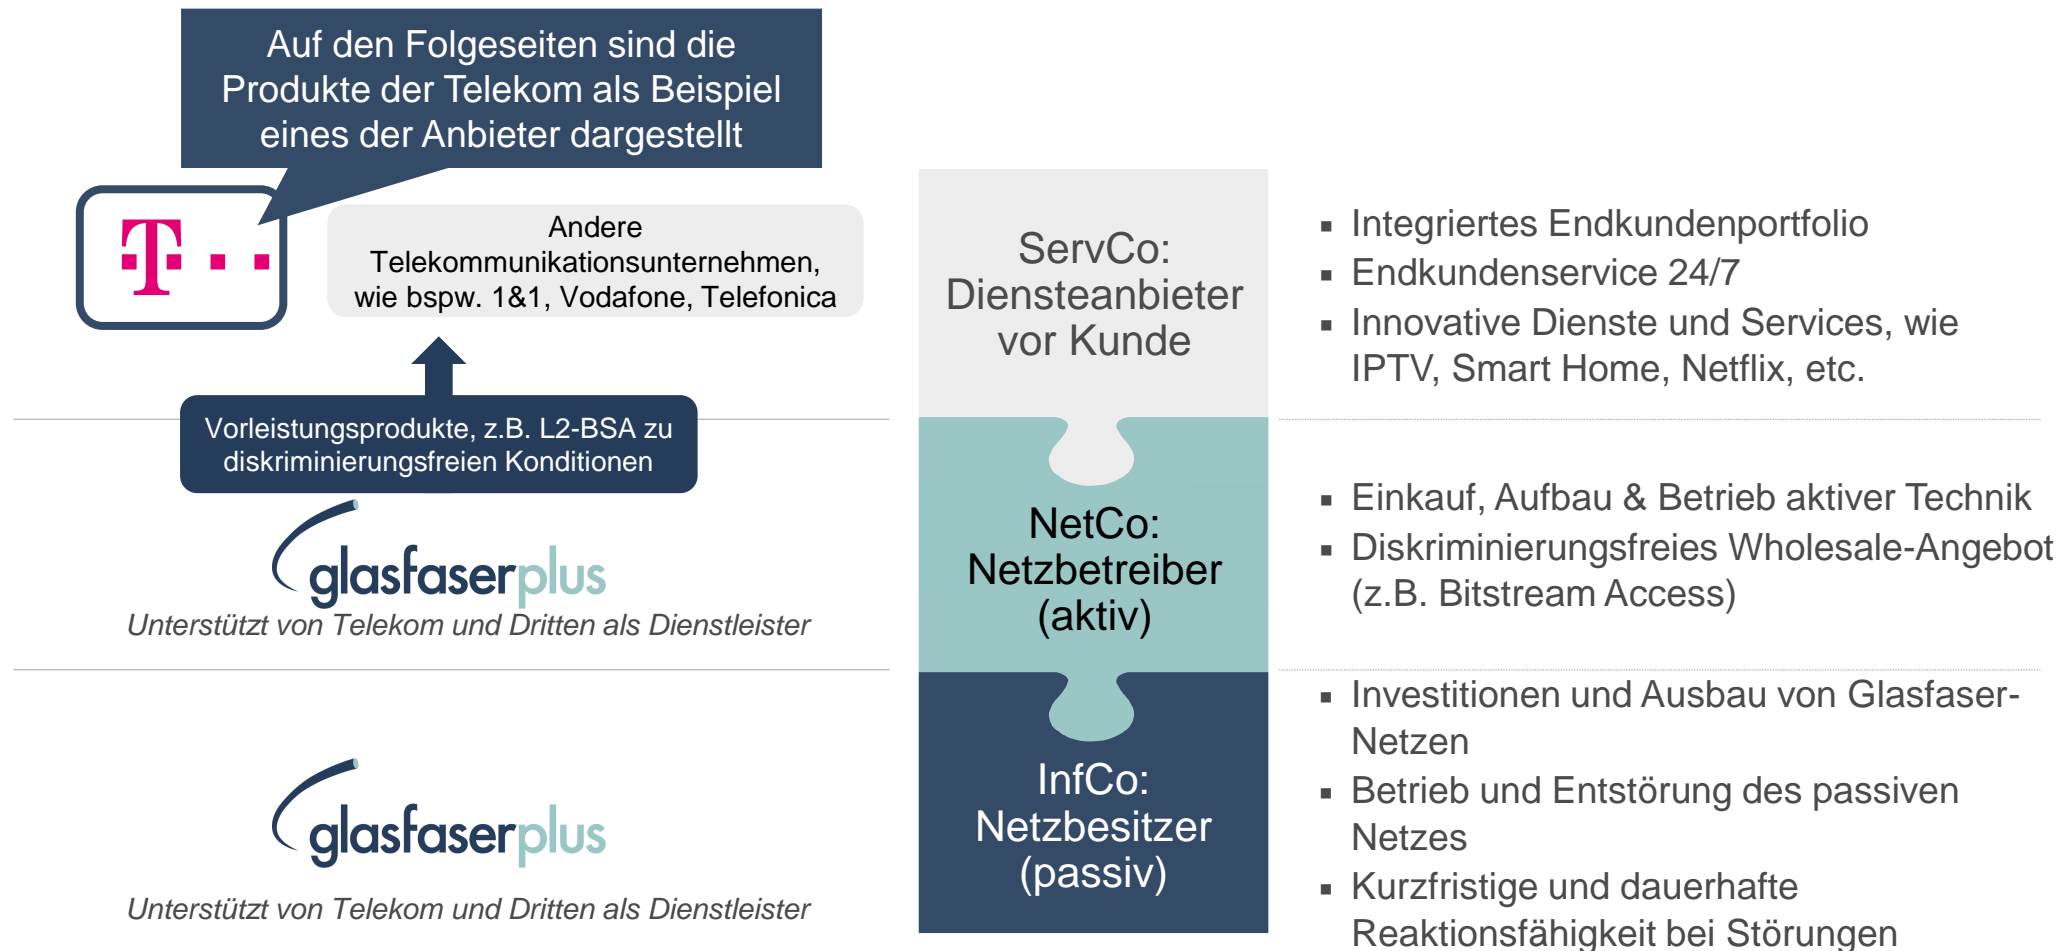 Auf den Folgeseiten sind die
Produkte der Telekom als Beispiel
eines der Anbieter dargestellt
T
Andere
Telekommunikationsunternehmen,
wie bspw. 1&1, Vodafone, Telefonica
ServCo:
Diensteanbieter
vor Kunde
▪ Integriertes Endkundenportfolio
▪ Endkundenservice 24/7
▪ Innovative Dienste und Services, wie
IPTV, Smart Home, Netflix, etc.
Vorleistungsprodukte, z.B. L2-BSA zu
diskriminierungsfreien Konditionen
glasfaserplus
Unterstützt von Telekom und Dritten als Dienstleister
NetCo:
Netzbetreiber
(aktiv)
▪ Einkauf, Aufbau & Betrieb aktiver Technik
▪ Diskriminierungsfreies Wholesale-Angebot
(z.B. Bitstream Access)
glasfaserplus
Unterstützt von Telekom und Dritten als Dienstleister
InfCo:
Netzbesitzer
(passiv)
▪ Investitionen und Ausbau von Glasfaser-
Netzen
▪ Betrieb und Entstörung des passiven
Netzes
▪ Kurzfristige und dauerhafte
Reaktionsfähigkeit bei Störungen